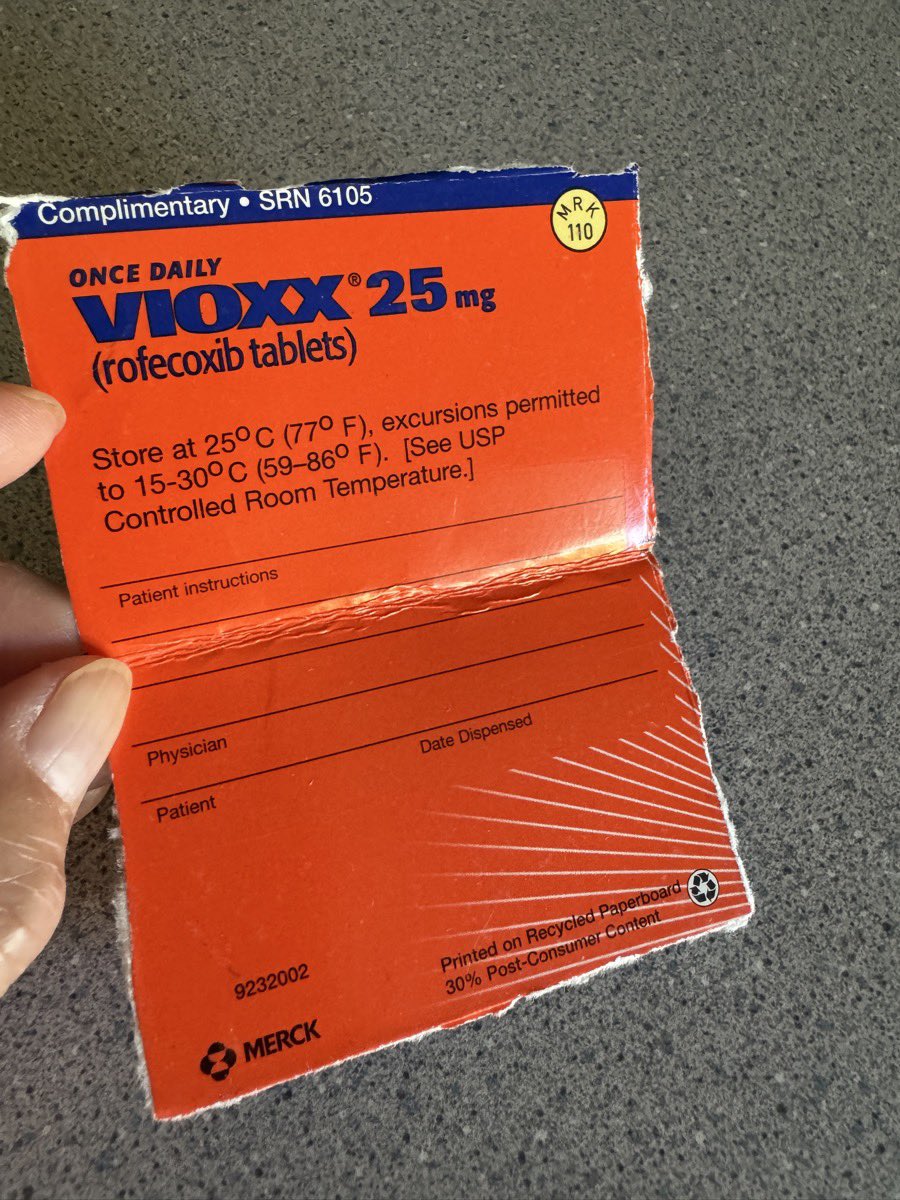 Complimentary • SRN 6105
MRK
110
ONCE DAILY
VIOXX® 25 mg
(rofecoxib tablets)
Store at 25° C (77° F), excursions permitted
to 15-30° C (59–86° F). [See USP
Controlled Room Temperature.]
Patient instructions
Physician
Date Dispensed
Patient
Printed on Recycled Paperboard
30% Post-Consumer Content
9232002
MERCK